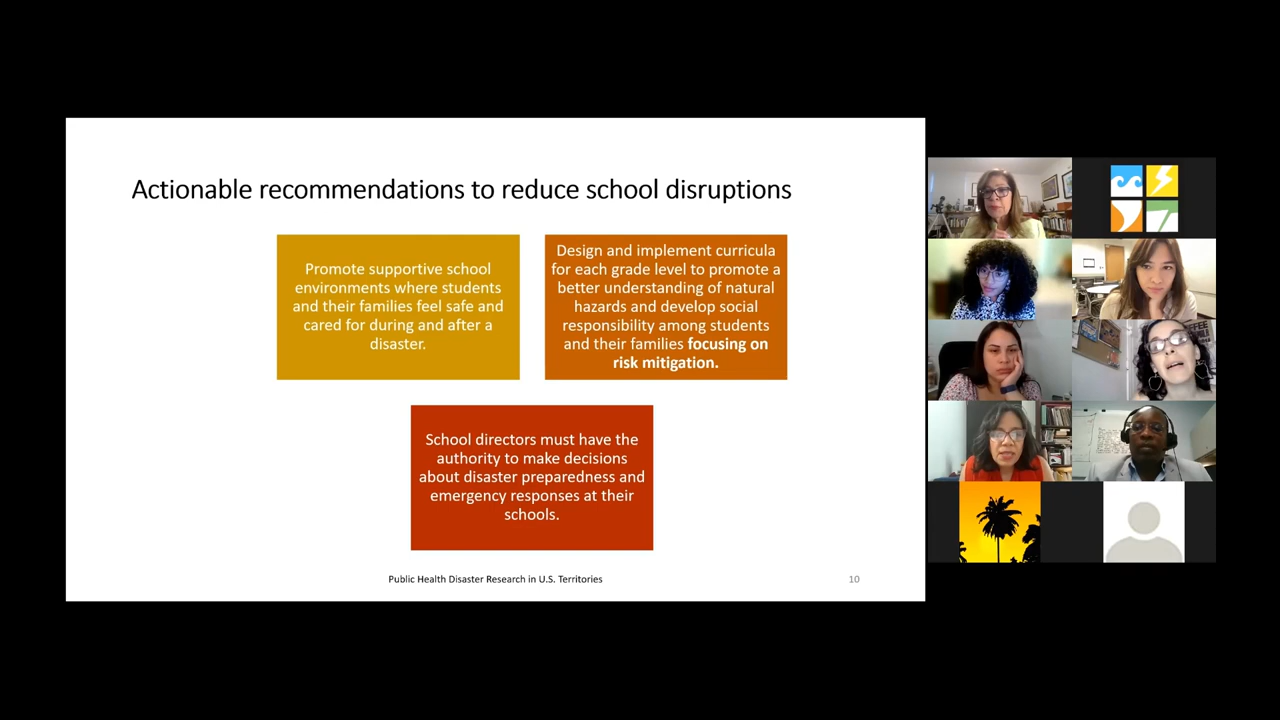 Actionable recommendations to reduce school disruptions
Promote supportive school
environments where students
and their families feel safe and
cared for during and after a
disaster.
Design and implement curricula
for each grade level to promote a
better understanding of natural
hazards and develop social
responsibility among students
and their families focusing on
risk mitigation.
School directors must have the
authority to make decisions
about disaster preparedness and
emergency responses at their
schools.
Public Health Disaster Research in U.S. Territories
10